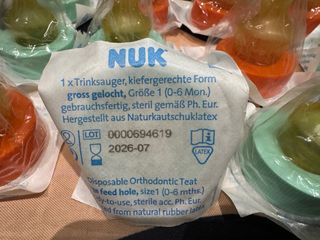 NUK
1 x Trinksauger, kiefergerechte Form
gross gelocht, Größe 1 (0-6 Mon.)
gebrauchsfertig, steril gemäß Ph. Eur.
Hergestellt aus Naturkautschuklatex
LOT 0000694619
2026-07
LATEX
Disposable Orthodontic Teat
feed hole, size1 (0-6 mths.)
-to-use, sterile acc. Ph. Eur.
from natural rubber latex